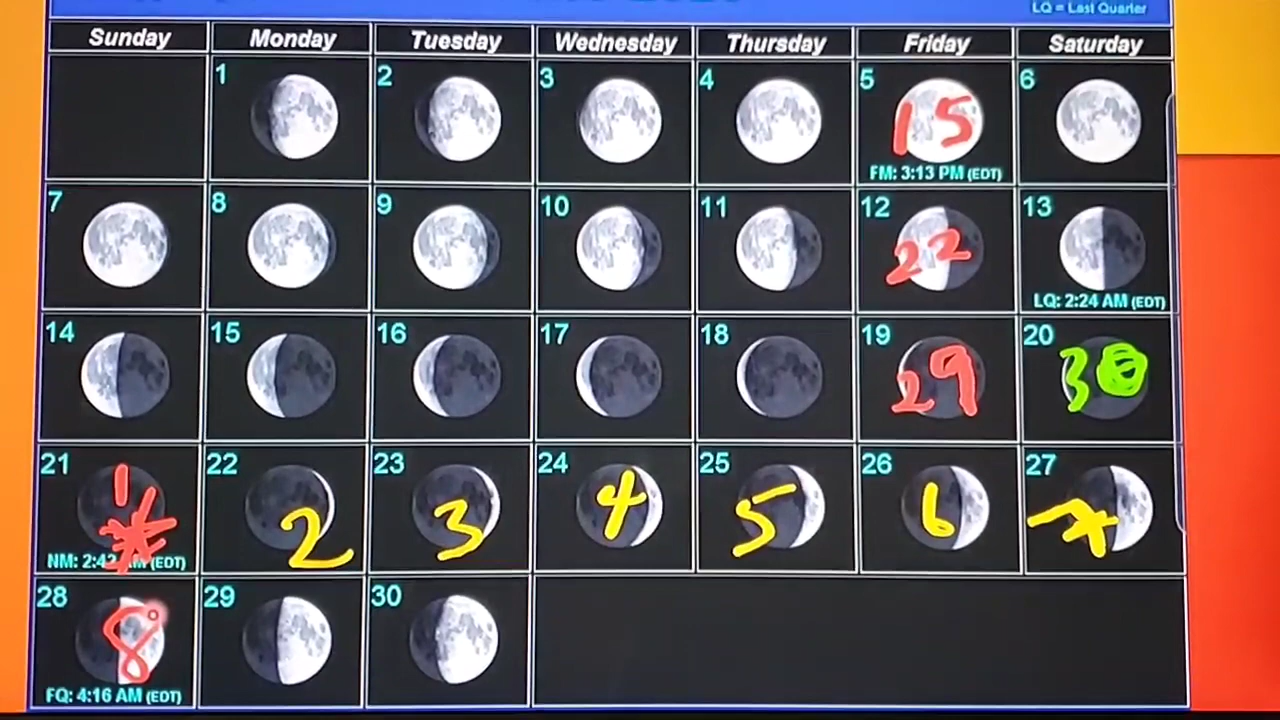 LQ = Last Quarter
Sunday Monday Tuesday Wednesday Thursday Friday Saturday
1 2 3 4 5 6
15
FM: 3:13 PM (EDT)
7 8 9 10 11 12 13
22
LQ: 2:24 AM (EDT)
14 15 16 17 18 19 20
29 30
21 22 23 24 25 26 27
1 2 3 4 5 6 7
NM: 2:42 AM (EDT)
28 29 30
8
FQ: 4:16 AM (EDT)